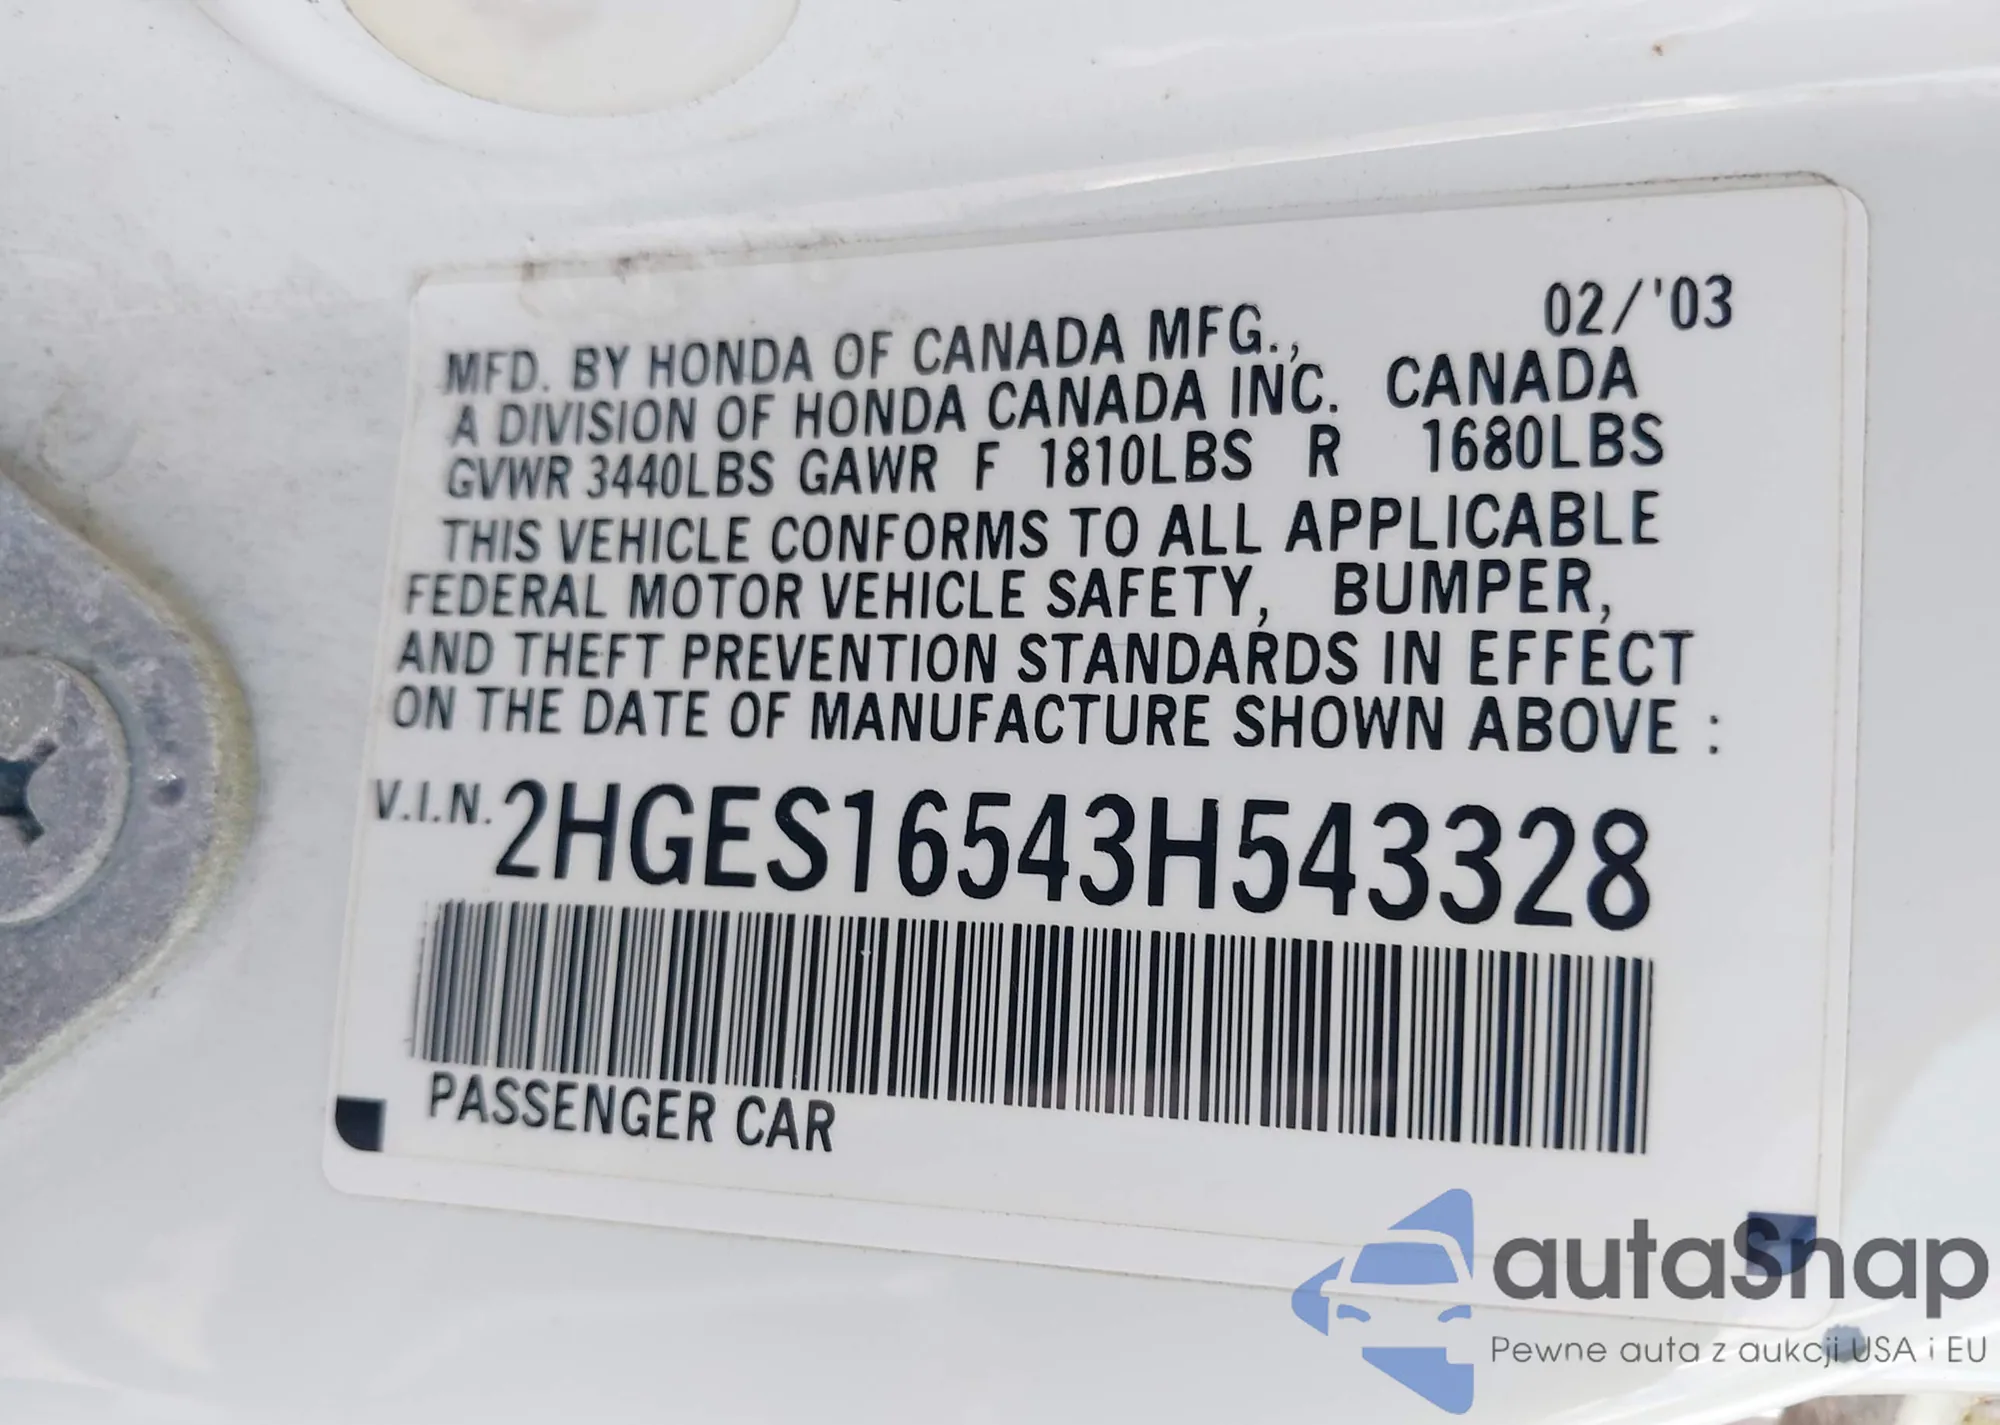 02/'03
MFD. BY HONDA OF CANADA MFG.,
A DIVISION OF HONDA CANADA INC. CANADA
GVWR 3440LBS GAWR F 1810LBS R 1680LBS
THIS VEHICLE CONFORMS TO ALL APPLICABLE
FEDERAL MOTOR VEHICLE SAFETY, BUMPER,
AND THEFT PREVENTION STANDARDS IN EFFECT
ON THE DATE OF MANUFACTURE SHOWN ABOVE :
V.I.N. 2HGES16543H543328
PASSENGER CAR
autaSnap
Pewne auta z aukcji USA i EU